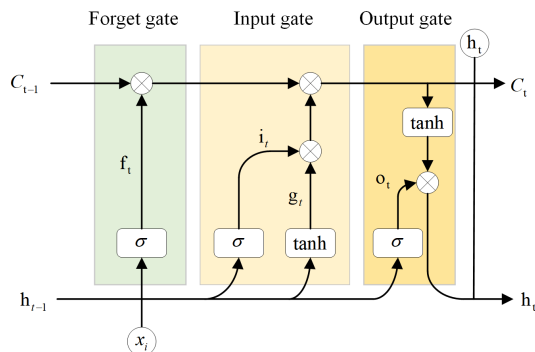 Forget gate
Input gate
Output gate
h_t
C_{t-1}
C_t
tanh
i_t
f_t
o_t
g_t
σ
σ
tanh
σ
h_{t-1}
h_t
x_i